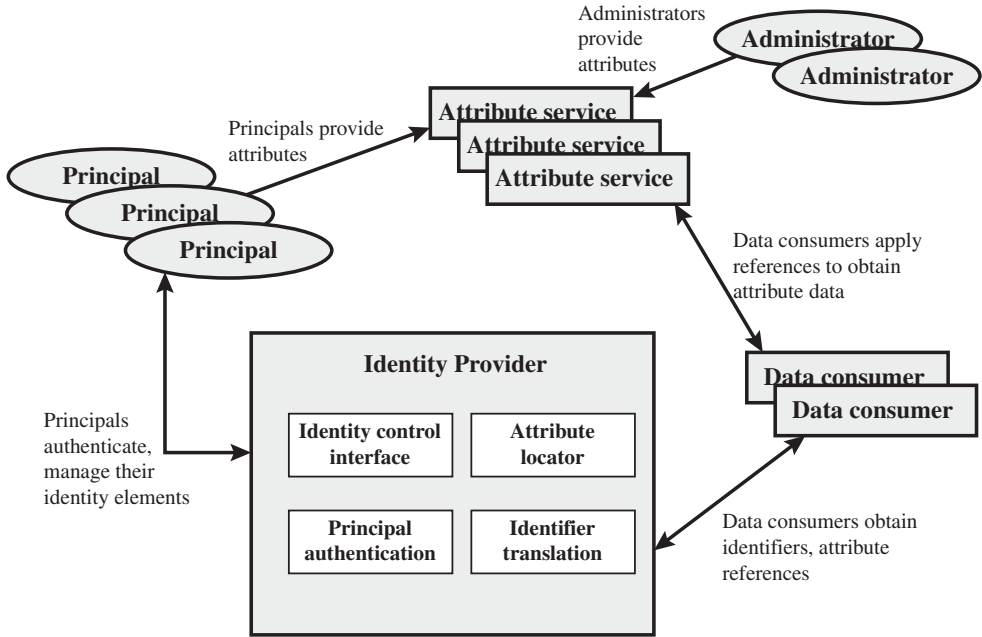 Administrators
provide
attributes
Administrator
Administrator
Attribute service
Attribute service
Attribute service
Principals provide
attributes
Principal
Principal
Principal
Data consumers apply
references to obtain
attribute data
Identity Provider
Identity control
interface
Attribute
locator
Principal
authentication
Identifier
translation
Data consumer
Data consumer
Principals
authenticate,
manage their
identity elements
Data consumers obtain
identifiers, attribute
references